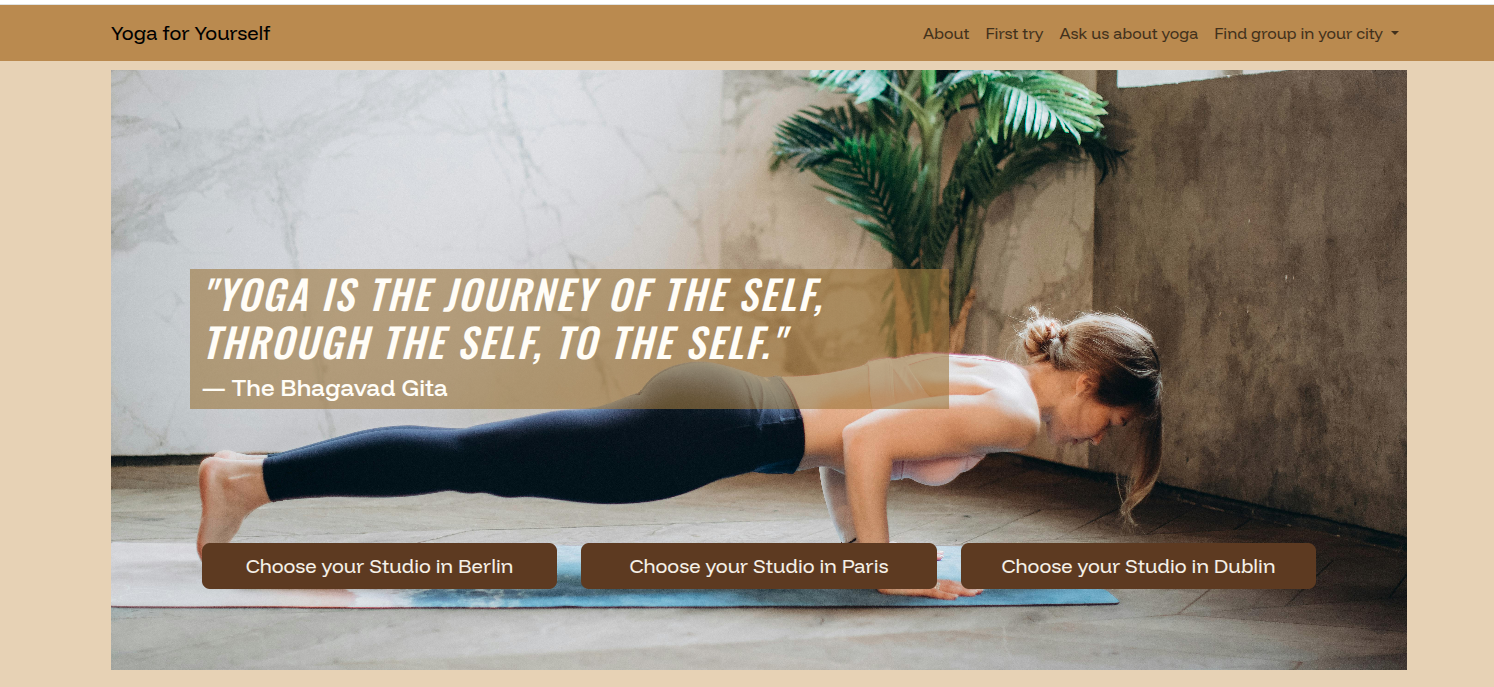 Yoga for Yourself
About First try Ask us about yoga Find group in your city
"YOGA IS THE JOURNEY OF THE SELF,
THROUGH THE SELF, TO THE SELF."
— The Bhagavad Gita
Choose your Studio in Berlin
Choose your Studio in Paris
Choose your Studio in Dublin